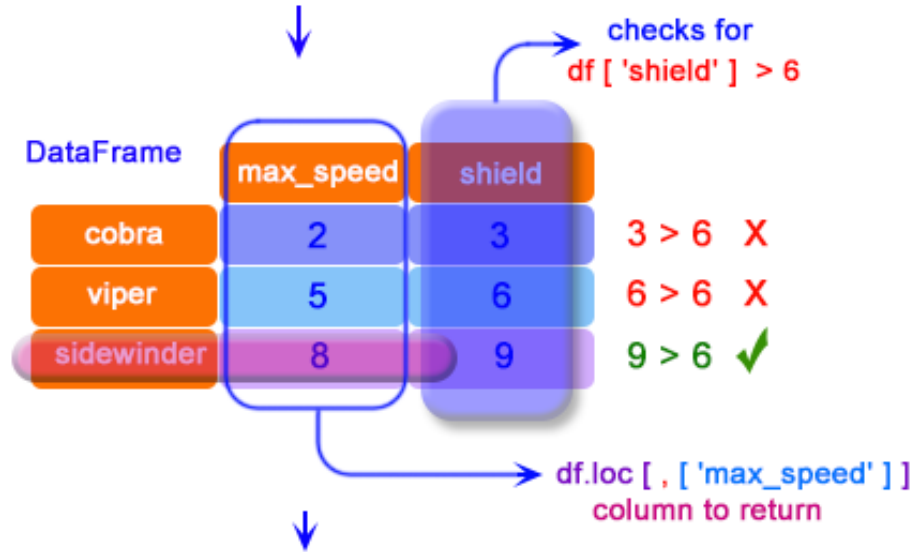 checks for
df [ 'shield' ] > 6
DataFrame
max_speed shield
cobra 2 3 3 > 6 X
viper 5 6 6 > 6 X
sidewinder 8 9 9 > 6 ✓
df.loc [ , [ 'max_speed' ] ]
column to return